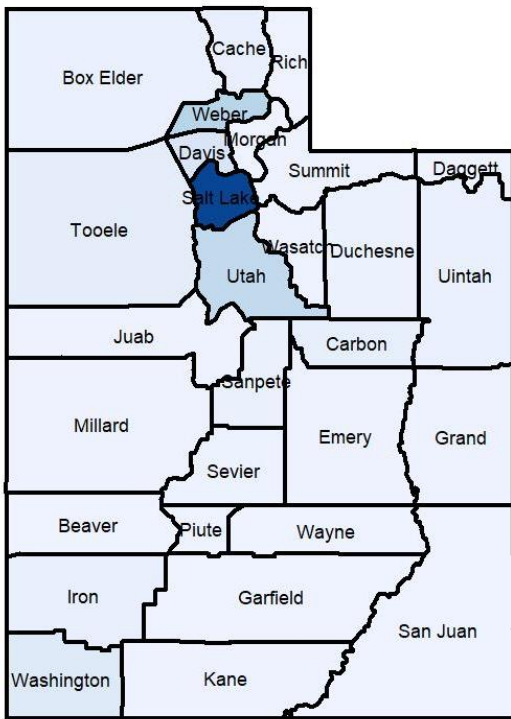 Cache
Rich
Box Elder
Weber
Morgan
Davis
Summit
Daggett
Salt Lake
Tooele
Wasatch
Duchesne
Uintah
Utah
Juab
Carbon
Sanpete
Millard
Emery
Grand
Sevier
Beaver
Piute
Wayne
Iron
Garfield
San Juan
Washington
Kane